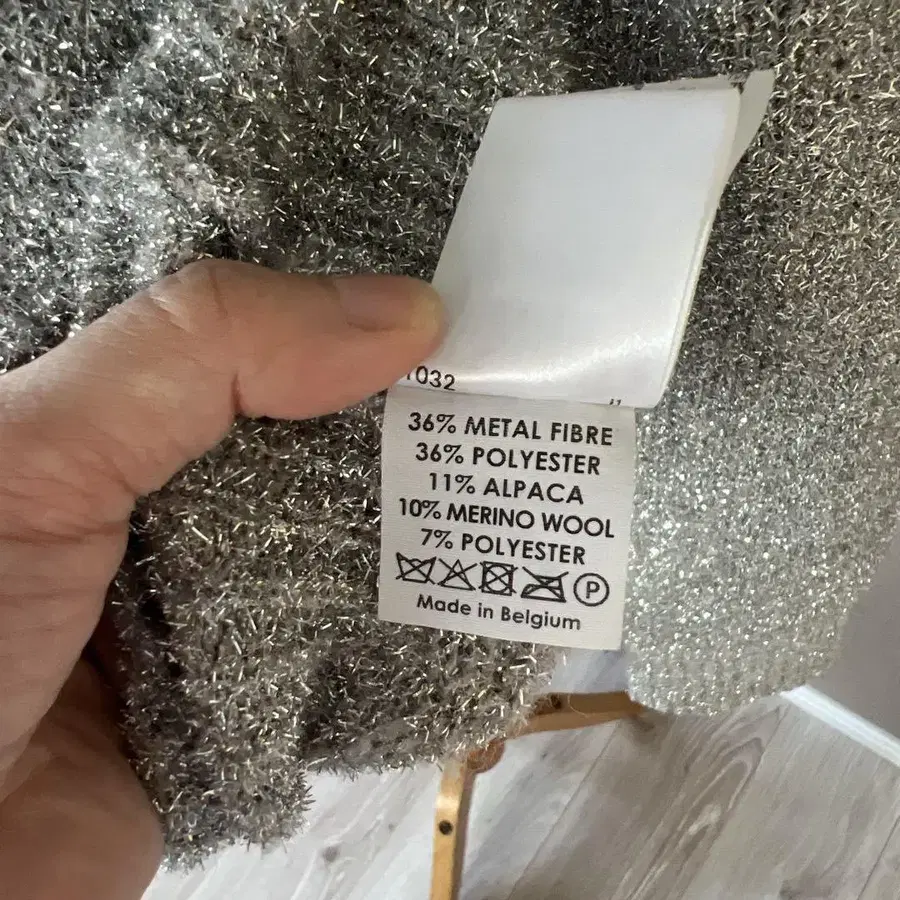 1032
36% METAL FIBRE
36% POLYESTER
11% ALPACA
10% MERINO WOOL
7% POLYESTER
P
Made in Belgium